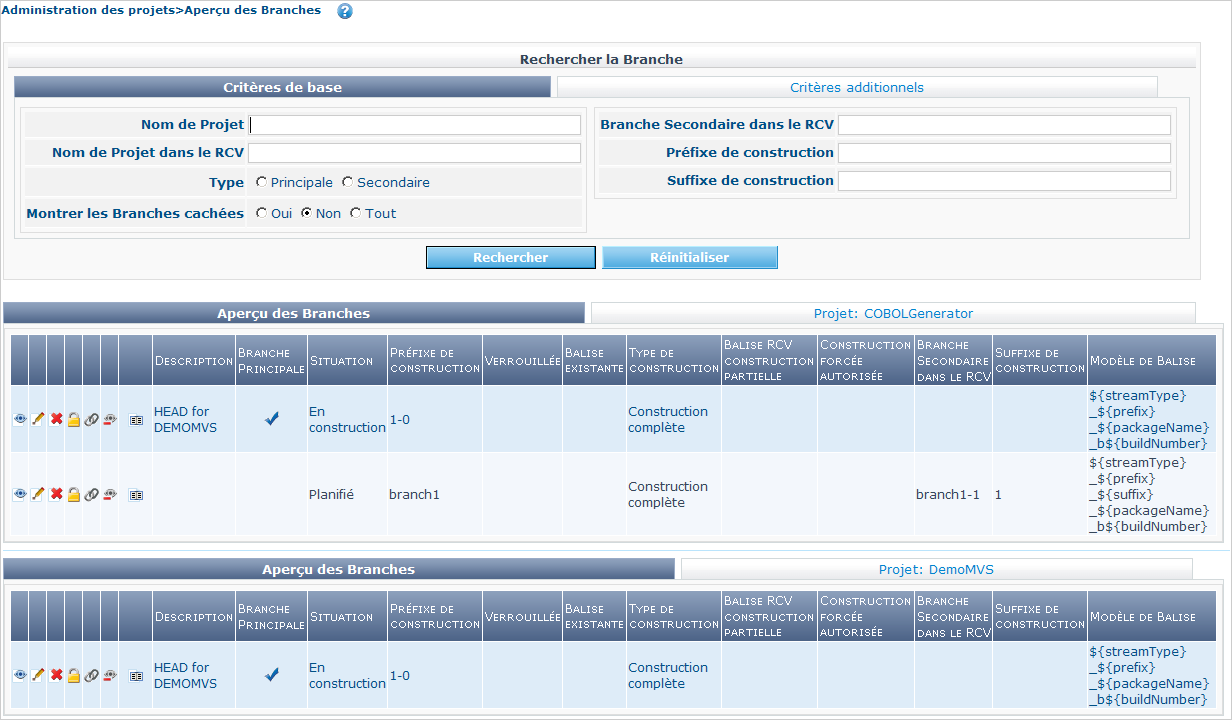 Administration des projets>Aperçu des Branches ?
Rechercher la Branche
Critères de base
Critères additionnels
Nom de Projet
Nom de Projet dans le RCV
Type Principale Secondaire
Montrer les Branches cachées Oui Non Tout
Branche Secondaire dans le RCV
Préfixe de construction
Suffixe de construction
Rechercher
Réinitialiser
Aperçu des Branches
Projet: COBOLGenerator
Description
Branche
Principale
Situation
Préfixe de
construction
Verrouillée
Balise
existante
Type de
construction
Balise RCV
construction
partielle
Construction
forcée
autorisée
Branche
Secondaire
dans le RCV
Suffixe de
construction
Modèle de Balise
HEAD for
DEMOMVS
En
construction
1-0
Construction
complète
${streamType}
_${prefix}
_${packageName}
_b${buildNumber}
Planifié
branch1
Construction
complète
branch1-1
1
${streamType}
_${prefix}
_${suffix}
_${packageName}
_b${buildNumber}
Aperçu des Branches
Projet: DemoMVS
Description
Branche
Principale
Situation
Préfixe de
construction
Verrouillée
Balise
existante
Type de
construction
Balise RCV
construction
partielle
Construction
forcée
autorisée
Branche
Secondaire
dans le RCV
Suffixe de
construction
Modèle de Balise
HEAD for
DEMOMVS
En
construction
1-0
Construction
complète
${streamType}
_${prefix}
_${packageName}
_b${buildNumber}